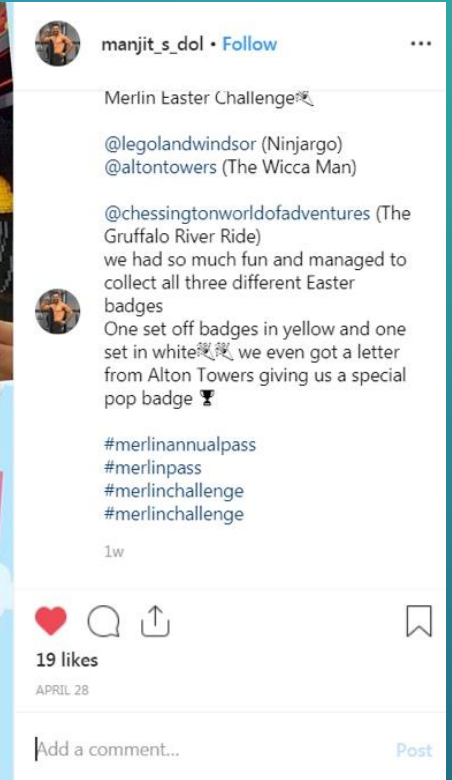 manjit_s_dol • Follow
Merlin Easter Challenge
@legolandwindsor (Ninjargo)
@altontowers (The Wicca Man)
@chessingtonworldofadventures (The
Gruffalo River Ride)
we had so much fun and managed to
collect all three different Easter
badges
One set off badges in yellow and one
set in white we even got a letter
from Alton Towers giving us a special
pop badge 🏆
#merlinannualpass
#merlinpass
#merlinchallenge
#merlinchallenge
1w
19 likes
APRIL 28
Add a comment...
Post